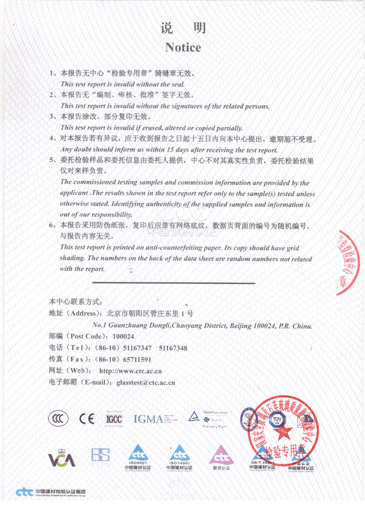 说 明
Notice
1、本报告无中心“检验专用章”骑缝章无效。
This test report is invalid without the seal.
2、本报告无“编制、审核、批准”签字无效。
This test report is invalid without the signatures of the related persons.
3、本报告涂改、部分复印无效。
This test report is invalid if erased, altered or copied partially.
4、对本报告若有异议，应于收到报告之日起十五日内向本中心提出，逾期恕不受理。
Any doubt should inform us within 15 days after receiving the test report.
5、委托检验样品和委托信息由委托人提供，中心不对其真实性负责，委托检验结果
仅对来样负责。
The commissioned testing samples and commission information are provided by the
applicant .The results shown in the test report refer only to the sample(s) tested unless
otherwise stated. Identifying authenticity of the supplied samples and information is
out of our responsibility.
6、本报告采用防伪纸张，复印后应带有网格底纹，数据页背面的编号为随机编号，
与报告内容无关。
This test report is printed on anti-counterfeiting paper. Its copy should have grid
shading. The numbers on the back of the data sheet are random numbers not related
with the report.
本中心联系方式：
地址（Address）：北京市朝阳区管庄东里 1 号
No.1 Guanzhuang Dongli,Chaoyang District, Beijing 100024, P.R. China.
邮编（Post Code）：100024
电话（Tel）：（86-10）51167347 51167348
传真（Fax）：（86-10）65711591
网址（Web）：http://www.ctc.ac.cn
电子邮箱（E-mail）：glasstest@ctc.ac.cn
CCC CE IGCC IGMA
VCA ctc ctc ctc ctc ctc
检验专用章
ctc 中国建材检验认证集团